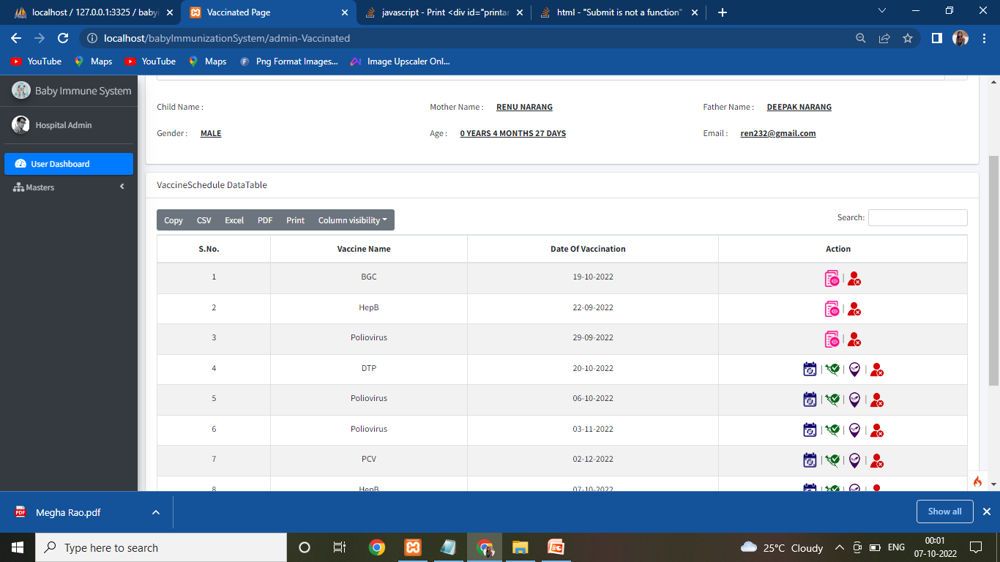 localhost / 127.0.0.1:3325 / babyi
Vaccinated Page
javascript - Print <div id="printar
html - "Submit is not a function"
localhost/babyImmunizationSystem/admin-Vaccinated
YouTube
Maps
YouTube
Maps
Png Format Images...
Image Upscaler Onl...
Baby Immune System
Hospital Admin
User Dashboard
Masters
Child Name :
Mother Name : RENU NARANG
Father Name : DEEPAK NARANG
Gender : MALE
Age : 0 YEARS 4 MONTHS 27 DAYS
Email : ren232@gmail.com
VaccineSchedule DataTable
Copy CSV Excel PDF Print Column visibility
Search:
S.No. Vaccine Name Date Of Vaccination Action
1 BGC 19-10-2022
2 HepB 22-09-2022
3 Poliovirus 29-09-2022
4 DTP 20-10-2022
5 Poliovirus 06-10-2022
6 Poliovirus 03-11-2022
7 PCV 02-12-2022
8 HepB 07-10-2022
PDF
Megha Rao.pdf
Show all
Type here to search
25°C Cloudy
ENG
00:01
07-10-2022